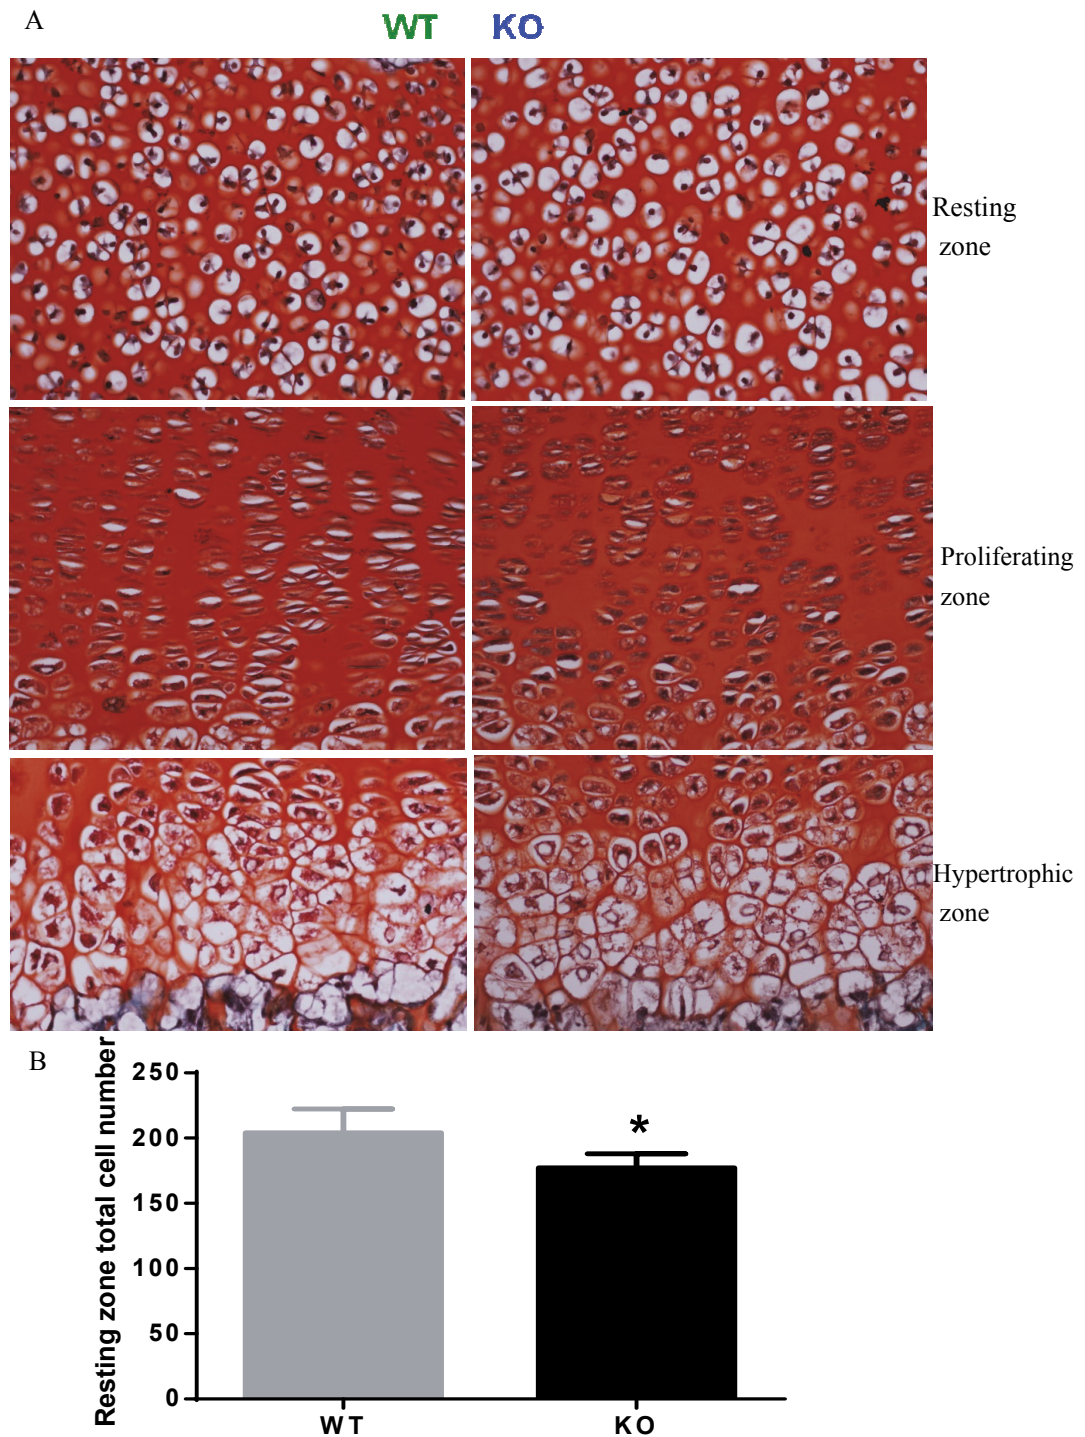 A
WT KO
Resting
zone
Proliferating
zone
Hypertrophic
zone
B
Resting zone total cell number
250
200
150
100
50
0
*
WT
KO